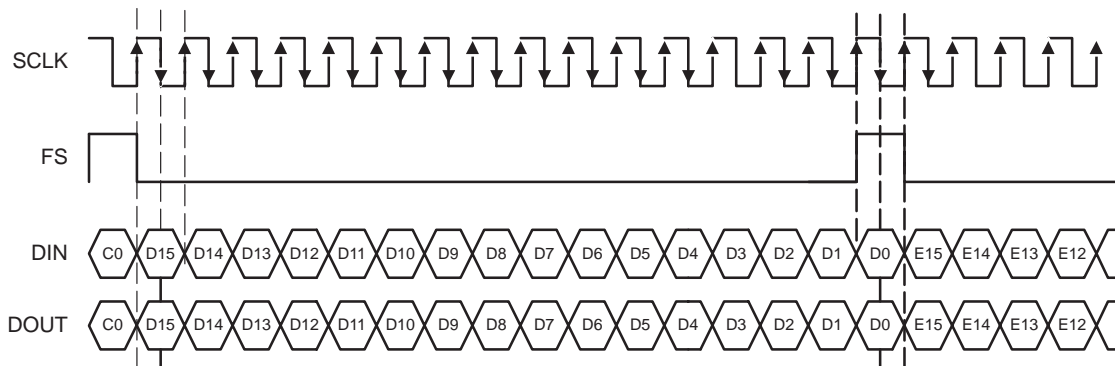 SCLK
FS
DIN C0 D15 D14 D13 D12 D11 D10 D9 D8 D7 D6 D5 D4 D3 D2 D1 D0 E15 E14 E13 E12
DOUT C0 D15 D14 D13 D12 D11 D10 D9 D8 D7 D6 D5 D4 D3 D2 D1 D0 E15 E14 E13 E12